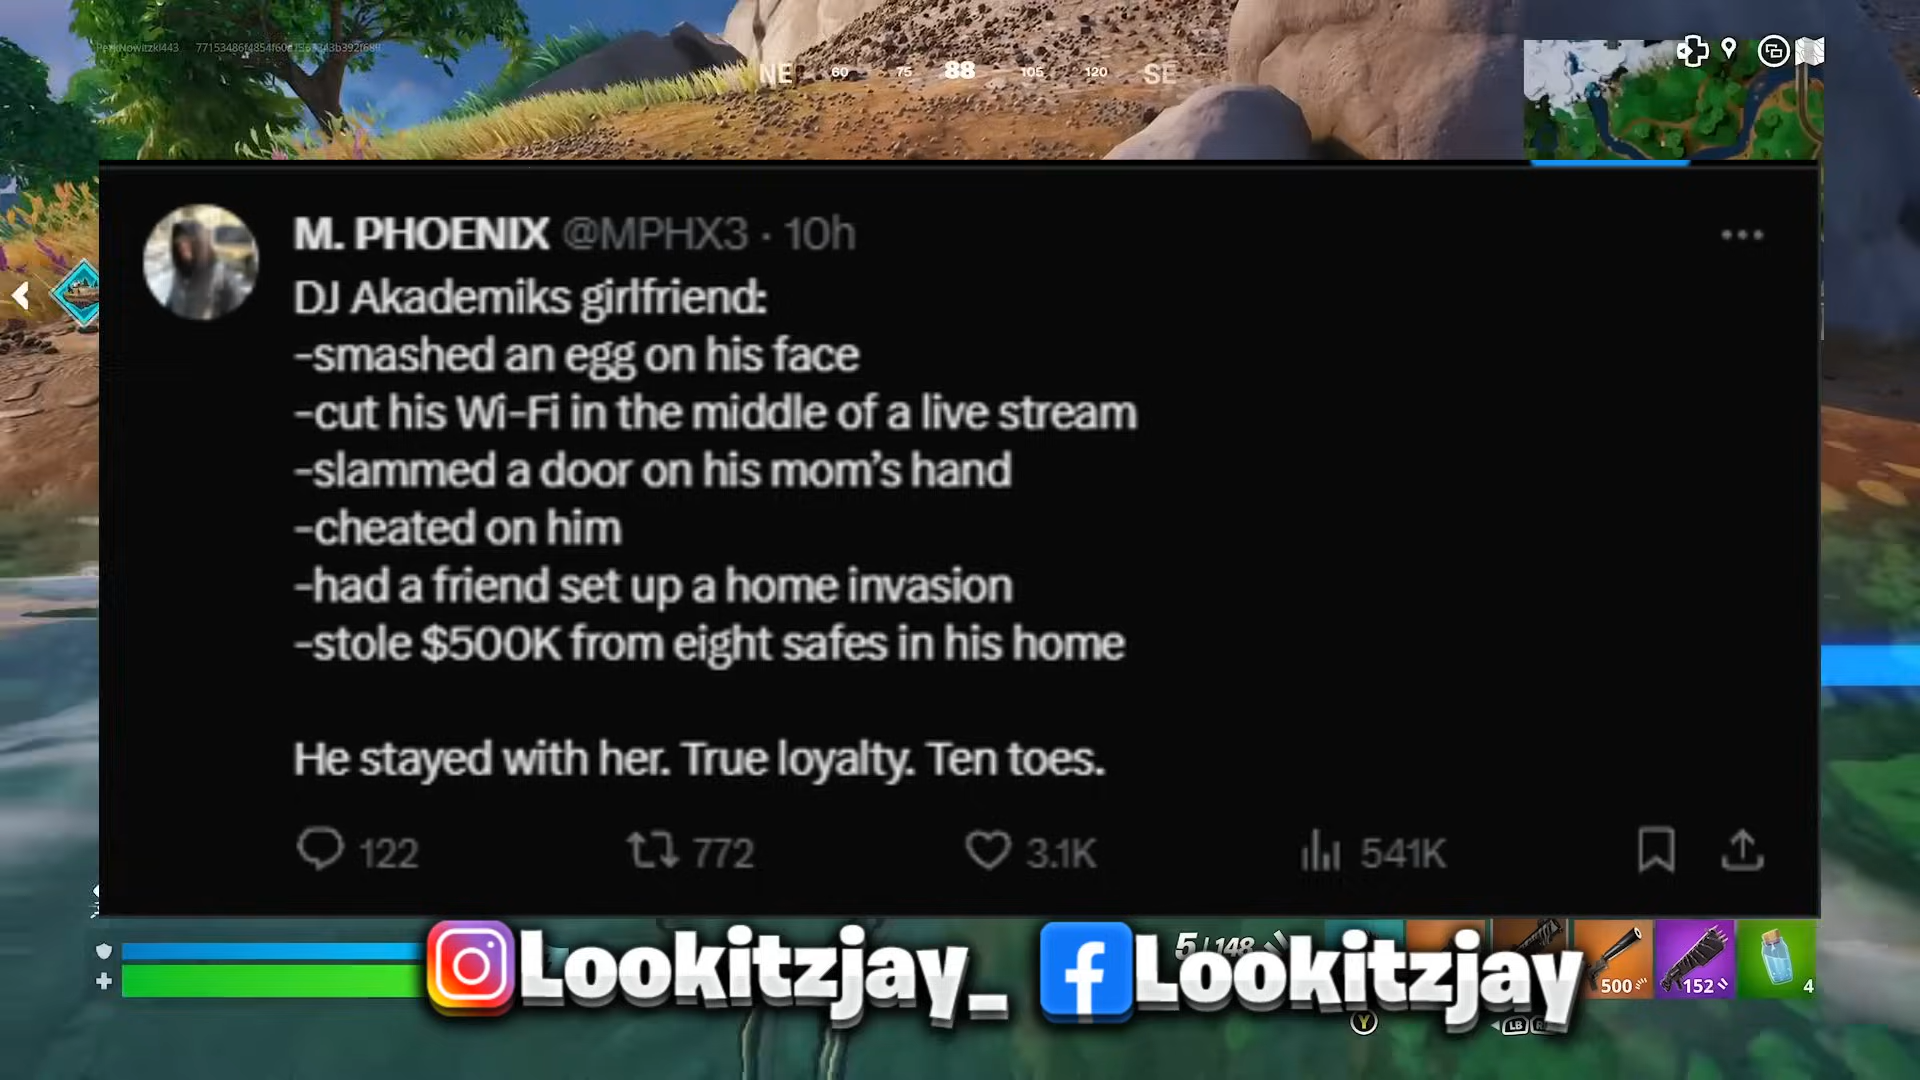 NE 60 75 88 105 120 SE
M. PHOENIX @MPHX3 · 10h
DJ Akademiks girlfriend:
-smashed an egg on his face
-cut his Wi-Fi in the middle of a live stream
-slammed a door on his mom’s hand
-cheated on him
-had a friend set up a home invasion
-stole $500K from eight safes in his home
He stayed with her. True loyalty. Ten toes.
122 772 3.1K 541K
5/148
Lookitzjay_ Lookitzjay
500 152 4
Y LB